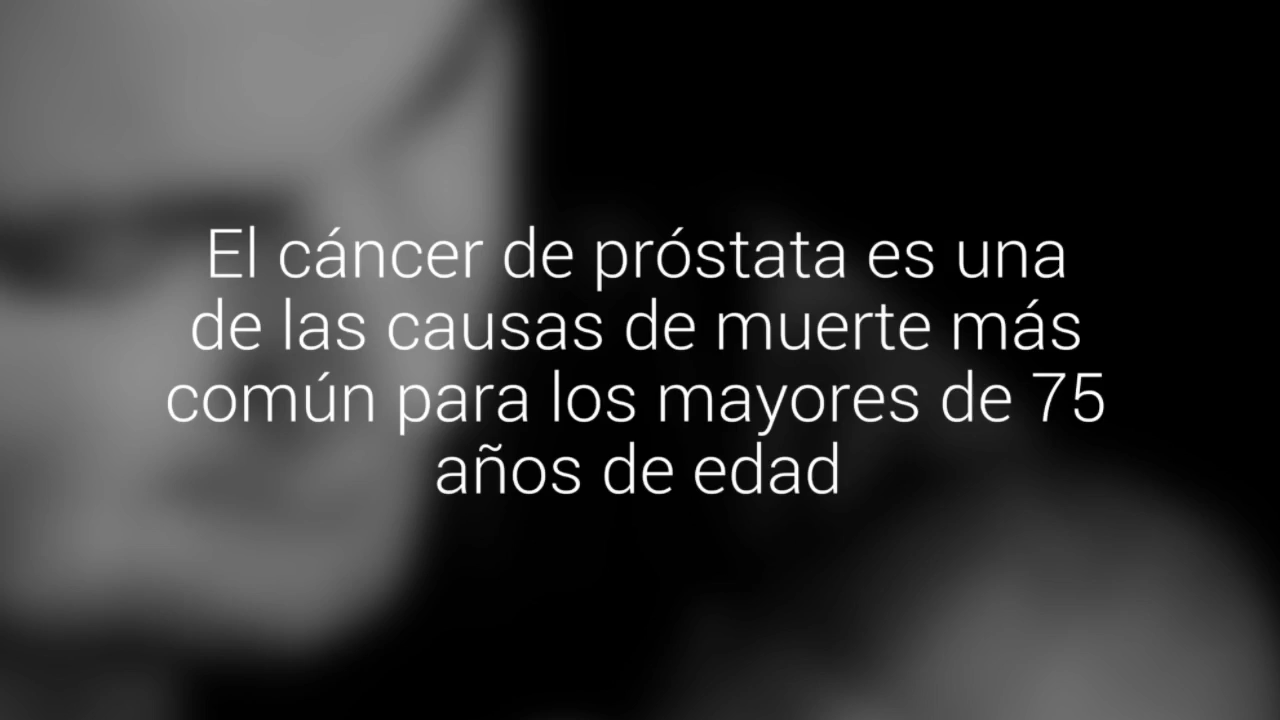 El cáncer de próstata es una
de las causas de muerte más
común para los mayores de 75
años de edad